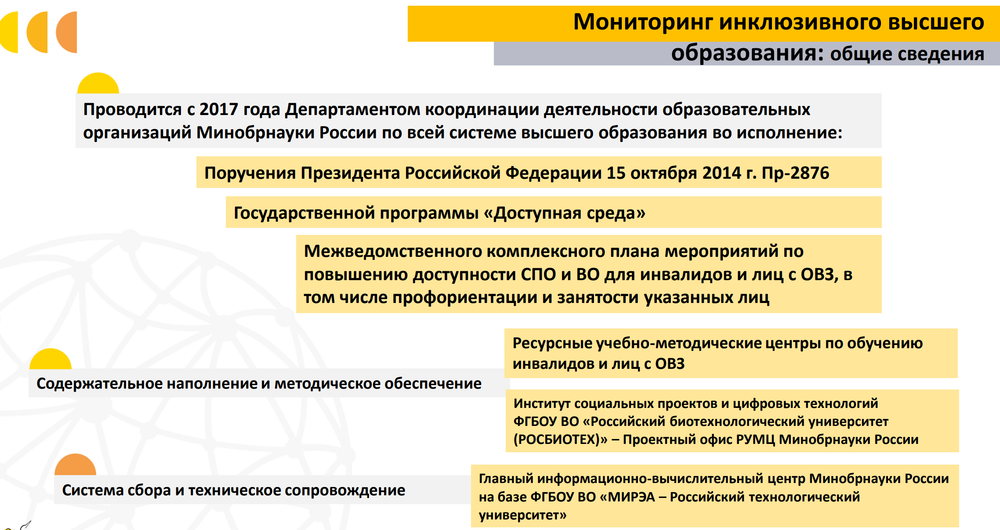 Мониторинг инклюзивного высшего
образования: общие сведения
Проводится с 2017 года Департаментом координации деятельности образовательных
организаций Минобрнауки России по всей системе высшего образования во исполнение:
Поручения Президента Российской Федерации 15 октября 2014 г. Пр-2876
Государственной программы «Доступная среда»
Межведомственного комплексного плана мероприятий по
повышению доступности СПО и ВО для инвалидов и лиц с ОВЗ, в
том числе профориентации и занятости указанных лиц
Содержательное наполнение и методическое обеспечение
Ресурсные учебно-методические центры по обучению
инвалидов и лиц с ОВЗ
Институт социальных проектов и цифровых технологий
ФГБОУ ВО «Российский биотехнологический университет
(РОСБИОТЕХ)» – Проектный офис РУМЦ Минобрнауки России
Система сбора и техническое сопровождение
Главный информационно-вычислительный центр Минобрнауки России
на базе ФГБОУ ВО «МИРЭА – Российский технологический
университет»